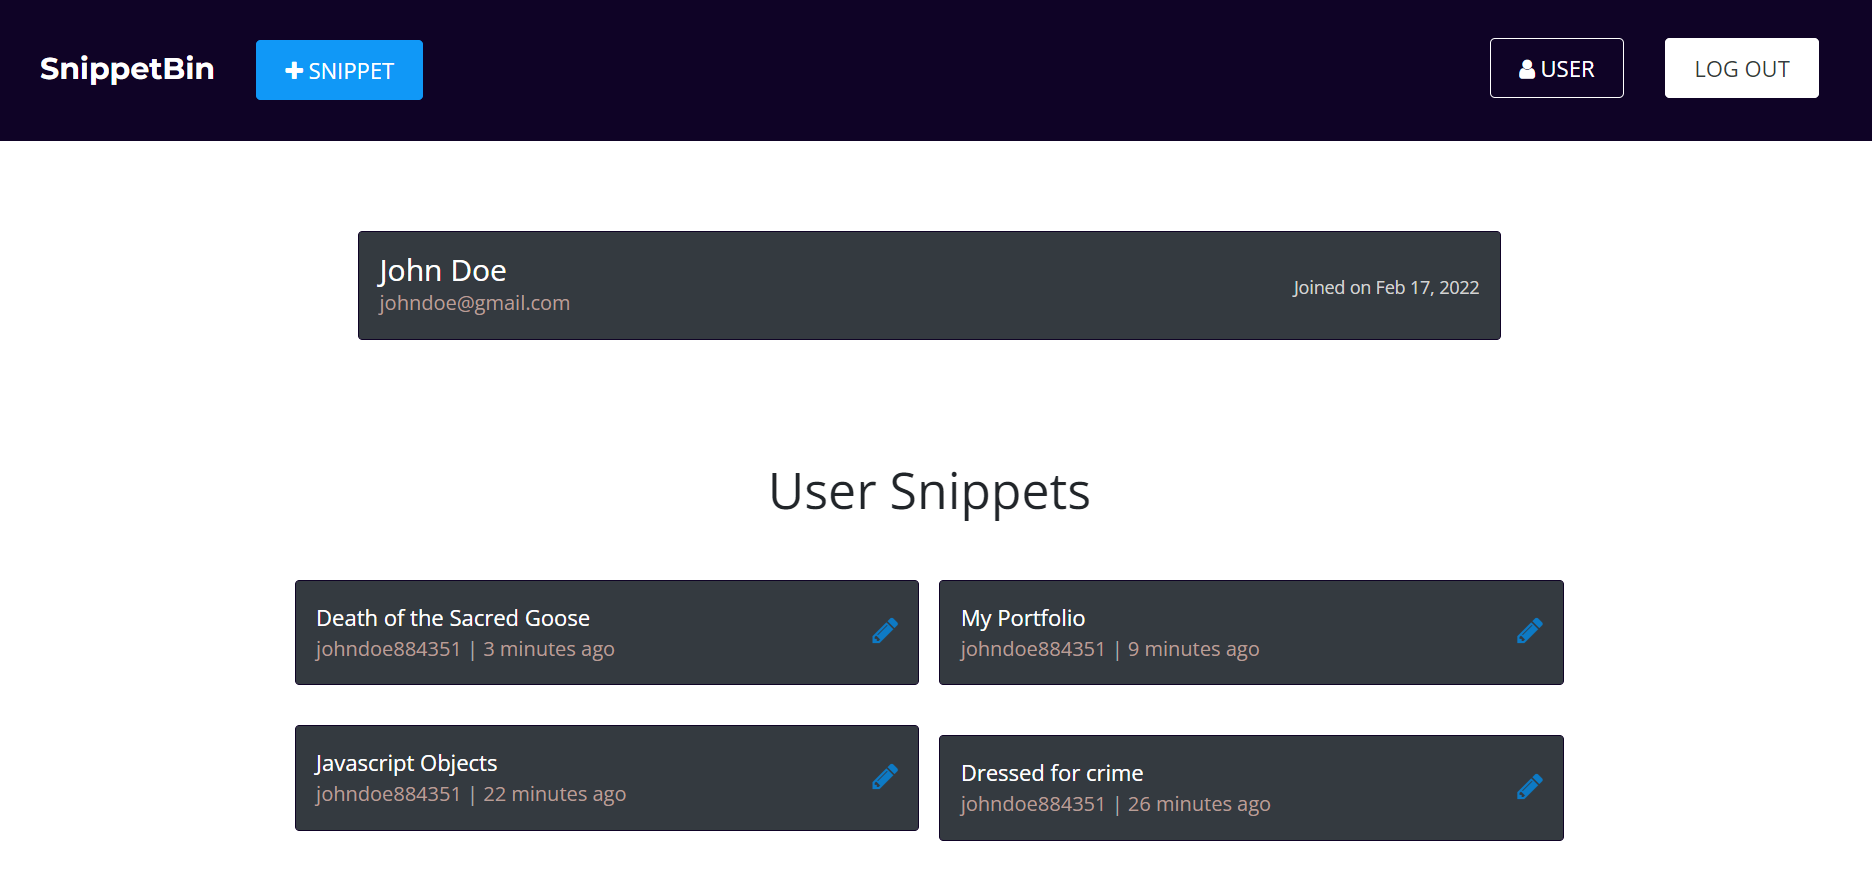 SnippetBin
SNIPPET
USER
LOG OUT
John Doe
johndoe@gmail.com
Joined on Feb 17, 2022
User Snippets
Death of the Sacred Goose
johndoe884351 | 3 minutes ago
My Portfolio
johndoe884351 | 9 minutes ago
Javascript Objects
johndoe884351 | 22 minutes ago
Dressed for crime
johndoe884351 | 26 minutes ago